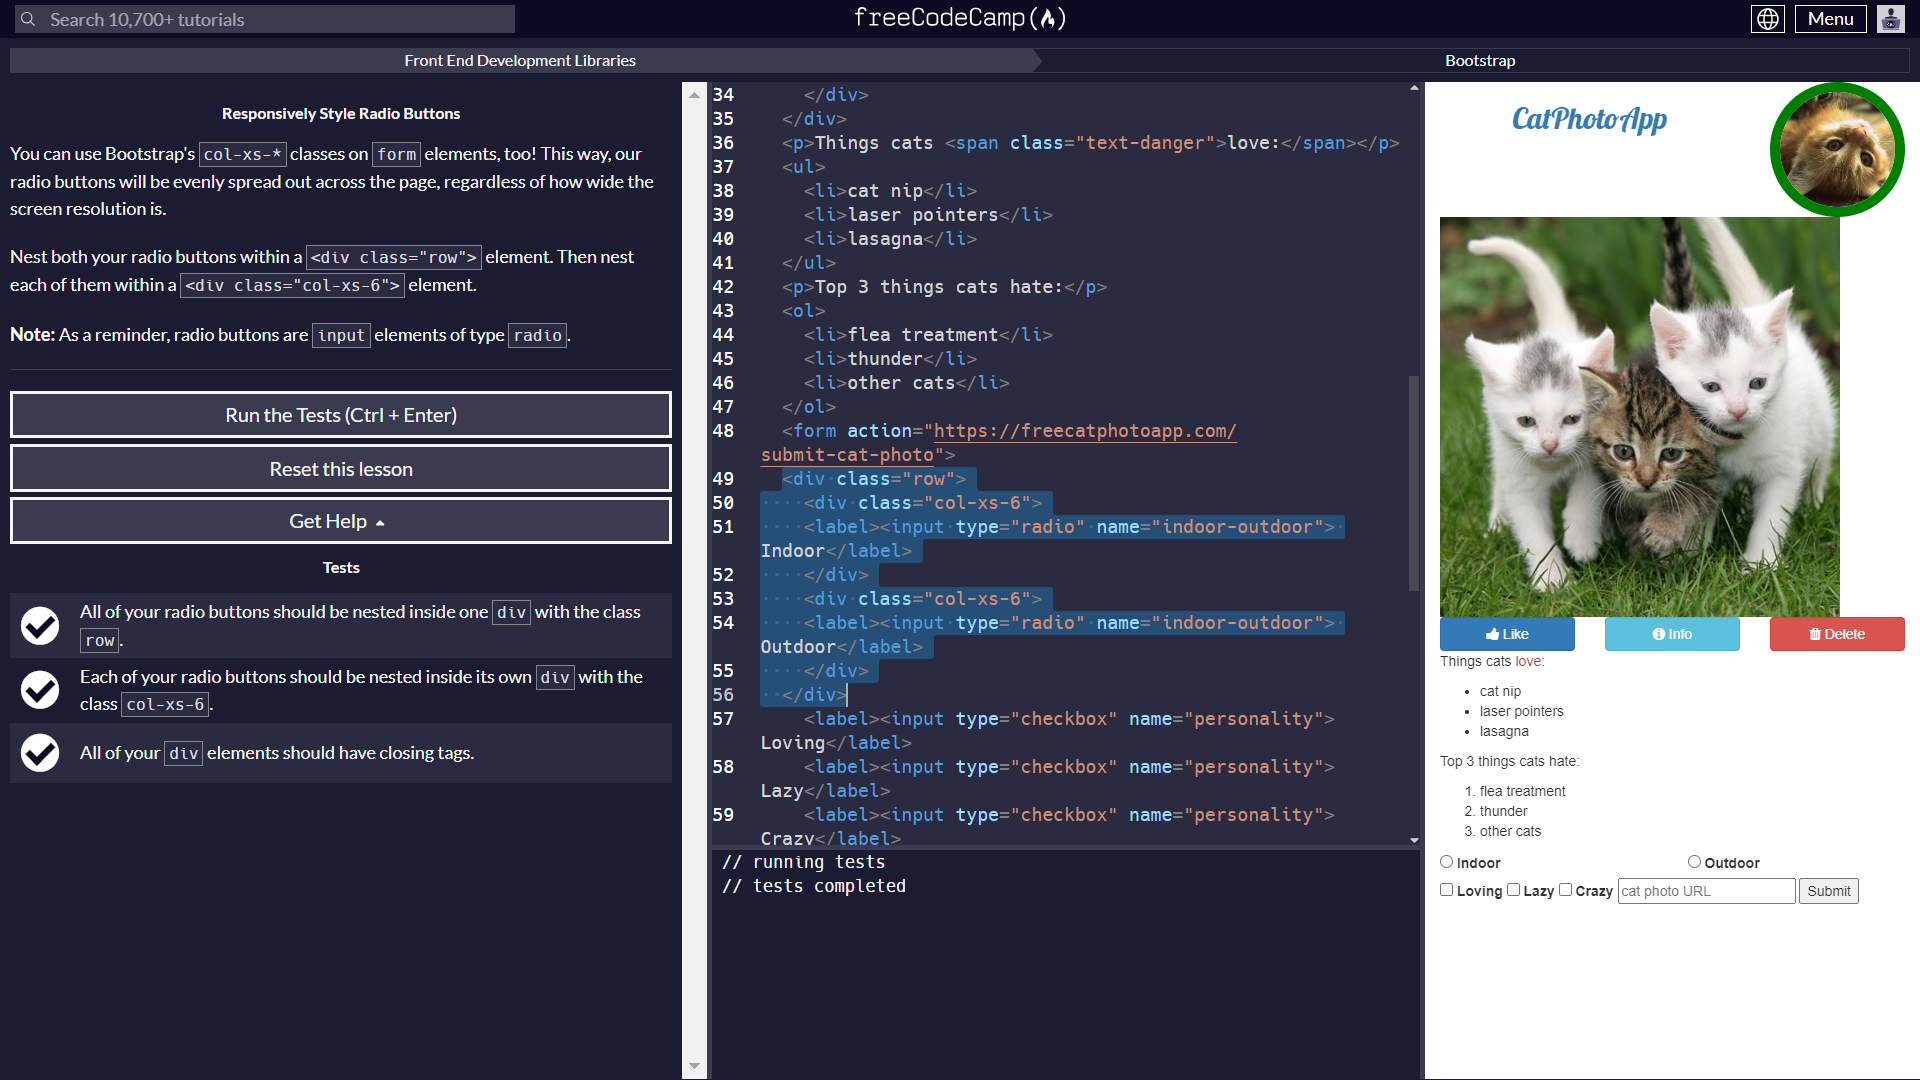 Search 10,700+ tutorials
freeCodeCamp
Menu
Front End Development Libraries
Bootstrap
Responsively Style Radio Buttons
You can use Bootstrap's col-xs-* classes on form elements, too! This way, our
radio buttons will be evenly spread out across the page, regardless of how wide the
screen resolution is.
Nest both your radio buttons within a <div class="row"> element. Then nest
each of them within a <div class="col-xs-6"> element.
Note: As a reminder, radio buttons are input elements of type radio.
Run the Tests (Ctrl + Enter)
Reset this lesson
Get Help
Tests
All of your radio buttons should be nested inside one div with the class
row.
Each of your radio buttons should be nested inside its own div with the
class col-xs-6.
All of your div elements should have closing tags.
34 </div>
35 </div>
36 <p>Things cats <span class="text-danger">love:</span></p>
37 <ul>
38 <li>cat nip</li>
39 <li>laser pointers</li>
40 <li>lasagna</li>
41 </ul>
42 <p>Top 3 things cats hate:</p>
43 <ol>
44 <li>flea treatment</li>
45 <li>thunder</li>
46 <li>other cats</li>
47 </ol>
48 <form action="https://freecatphotoapp.com/
submit-cat-photo">
49 <div class="row">
50 <div class="col-xs-6">
51 <label><input type="radio" name="indoor-outdoor">
Indoor</label>
52 </div>
53 <div class="col-xs-6">
54 <label><input type="radio" name="indoor-outdoor">
Outdoor</label>
55 </div>
56 </div>
57 <label><input type="checkbox" name="personality">
Loving</label>
58 <label><input type="checkbox" name="personality">
Lazy</label>
59 <label><input type="checkbox" name="personality">
Crazy</label>
// running tests
// tests completed
CatPhotoApp
Like
Info
Delete
Things cats love:
• cat nip
• laser pointers
• lasagna
Top 3 things cats hate:
1. flea treatment
2. thunder
3. other cats
Indoor
Outdoor
Loving Lazy Crazy cat photo URL Submit